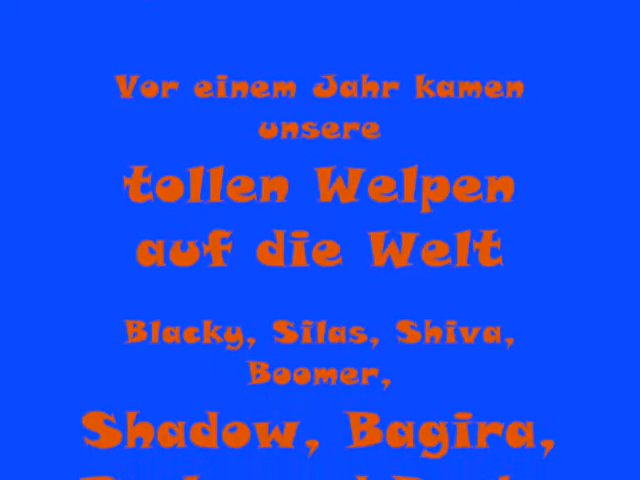 Vor einem Jahr kamen
unsere
tollen Welpen
auf die Welt
Blacky, Silas, Shiva,
Boomer,
Shadow, Bagira,